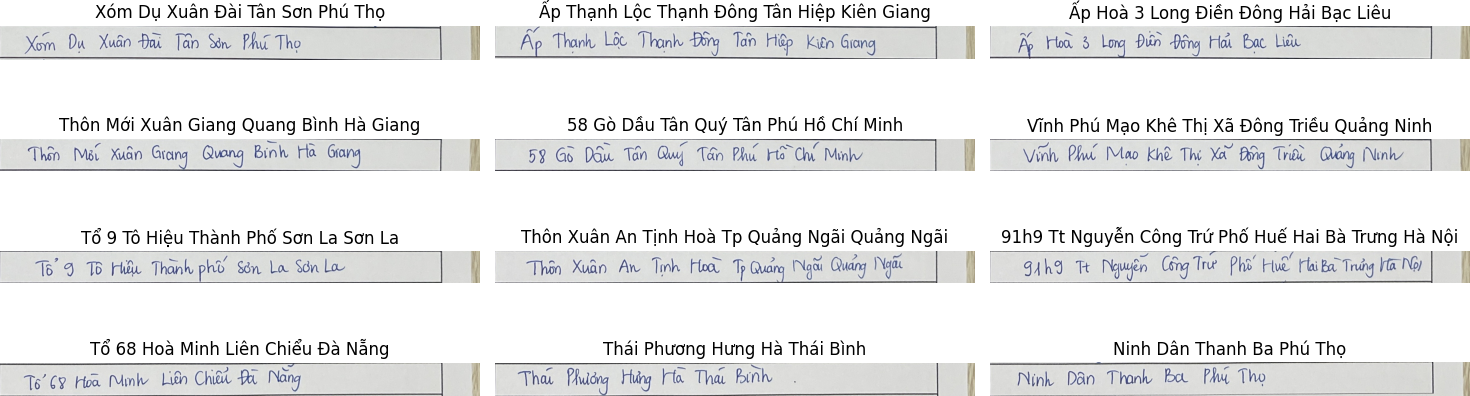 Xóm Dụ Xuân Đài Tân Sơn Phú Thọ
Xóm Dụ Xuân Đài Tân Sơn Phú Thọ
Ấp Thạnh Lộc Thạnh Đông Tân Hiệp Kiên Giang
Ấp Thạnh Lộc Thạnh Đông Tân Hiệp Kiên Giang
Ấp Hoà 3 Long Điền Đông Hải Bạc Liêu
Ấp Hoà 3 Long Điền Đông Hải Bạc Liêu
Thôn Mới Xuân Giang Quang Bình Hà Giang
Thôn Mới Xuân Giang Quang Bình Hà Giang
58 Gò Dầu Tân Quý Tân Phú Hồ Chí Minh
58 Gò Dầu Tân Quý Tân Phú Hồ Chí Minh
Vĩnh Phú Mạo Khê Thị Xã Đông Triều Quảng Ninh
Vĩnh Phú Mạo Khê Thị Xã Đông Triều Quảng Ninh
Tổ 9 Tô Hiệu Thành Phố Sơn La Sơn La
Tổ 9 Tô Hiệu Thành phố Sơn La Sơn La
Thôn Xuân An Tịnh Hoà Tp Quảng Ngãi Quảng Ngãi
Thôn Xuân An Tịnh Hoà Tp Quảng Ngãi Quảng Ngãi
91h9 Tt Nguyễn Công Trứ Phố Huế Hai Bà Trưng Hà Nội
91h9 Tt Nguyễn Công Trứ Phố Huế Hai Bà Trưng Hà Nội
Tổ 68 Hoà Minh Liên Chiểu Đà Nẵng
Tổ 68 Hoà Minh Liên Chiểu Đà Nẵng
Thái Phương Hưng Hà Thái Bình
Thái Phương Hưng Hà Thái Bình
Ninh Dân Thanh Ba Phú Thọ
Ninh Dân Thanh Ba Phú Thọ